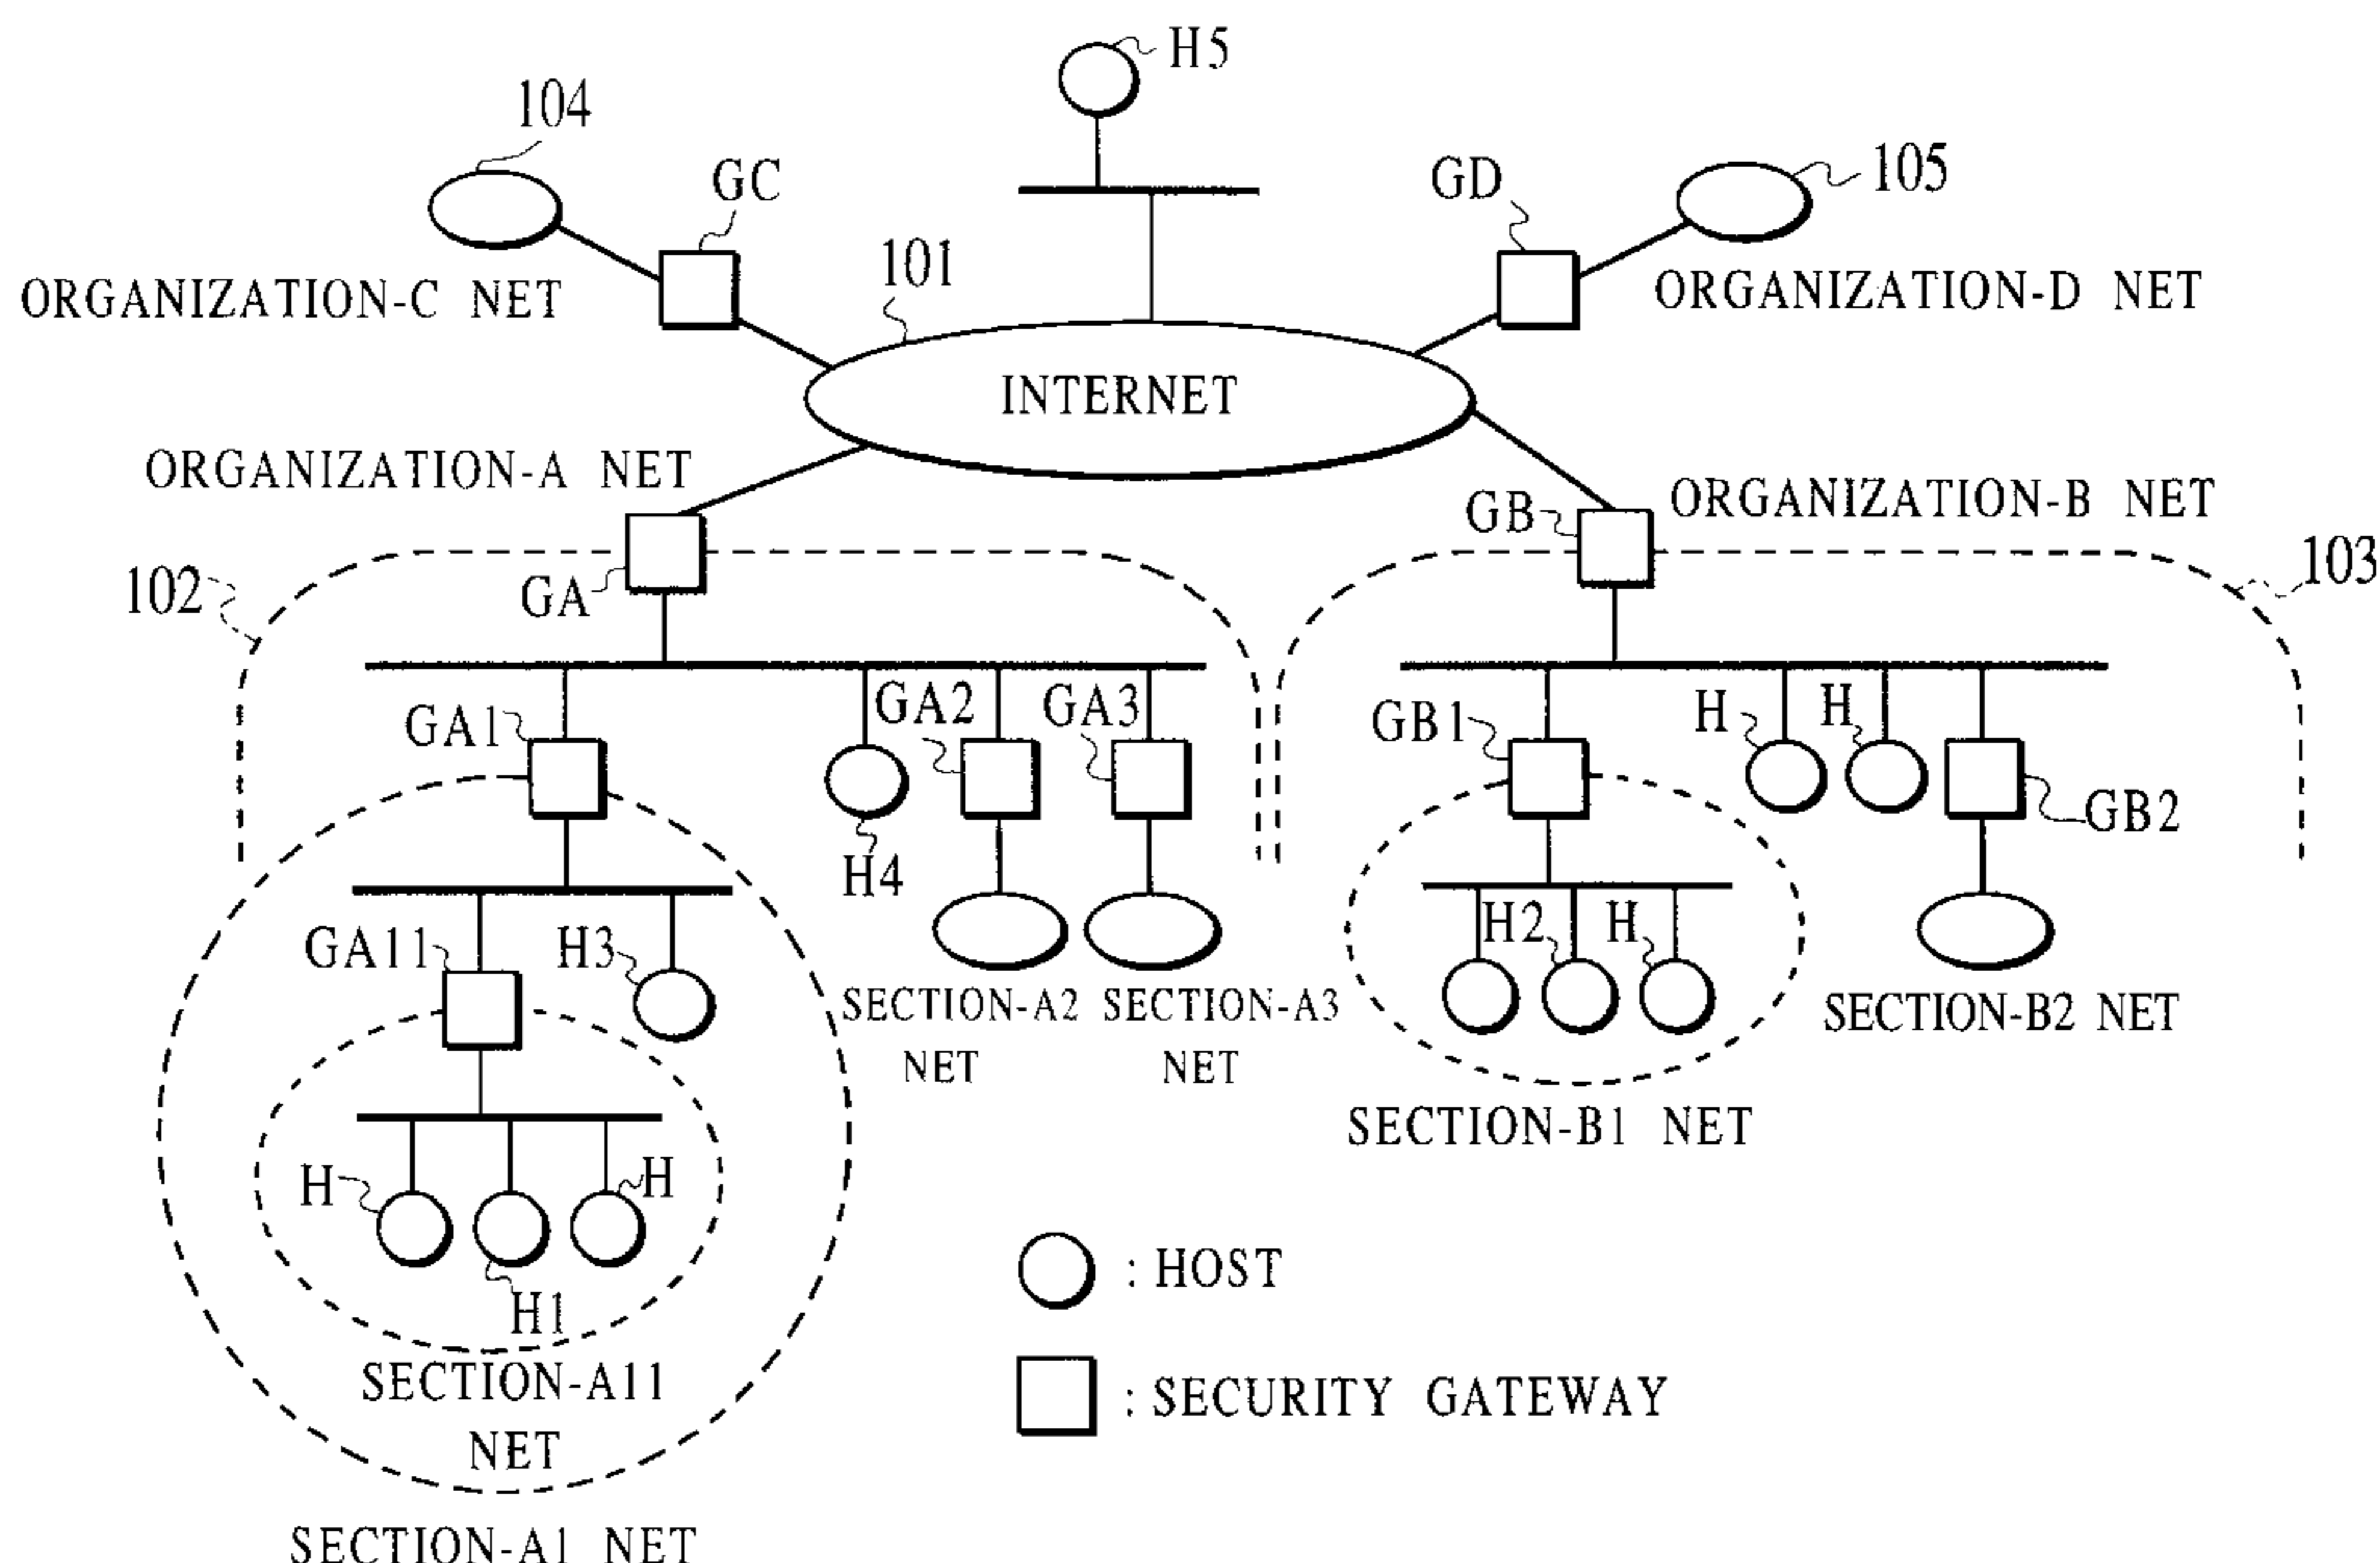 H5
104
GC
GD
105
101
ORGANIZATION-C NET
ORGANIZATION-D NET
INTERNET
ORGANIZATION-A NET
GB
ORGANIZATION-B NET
102
GA
103
GA1
GA2
GA3
GB1
H
H
GB2
H4
GA11
H3
H2
H
SECTION-A2
NET
SECTION-A3
NET
SECTION-B2 NET
SECTION-B1 NET
H
H
H1
: HOST
SECTION-A11
NET
: SECURITY GATEWAY
SECTION-A1 NET